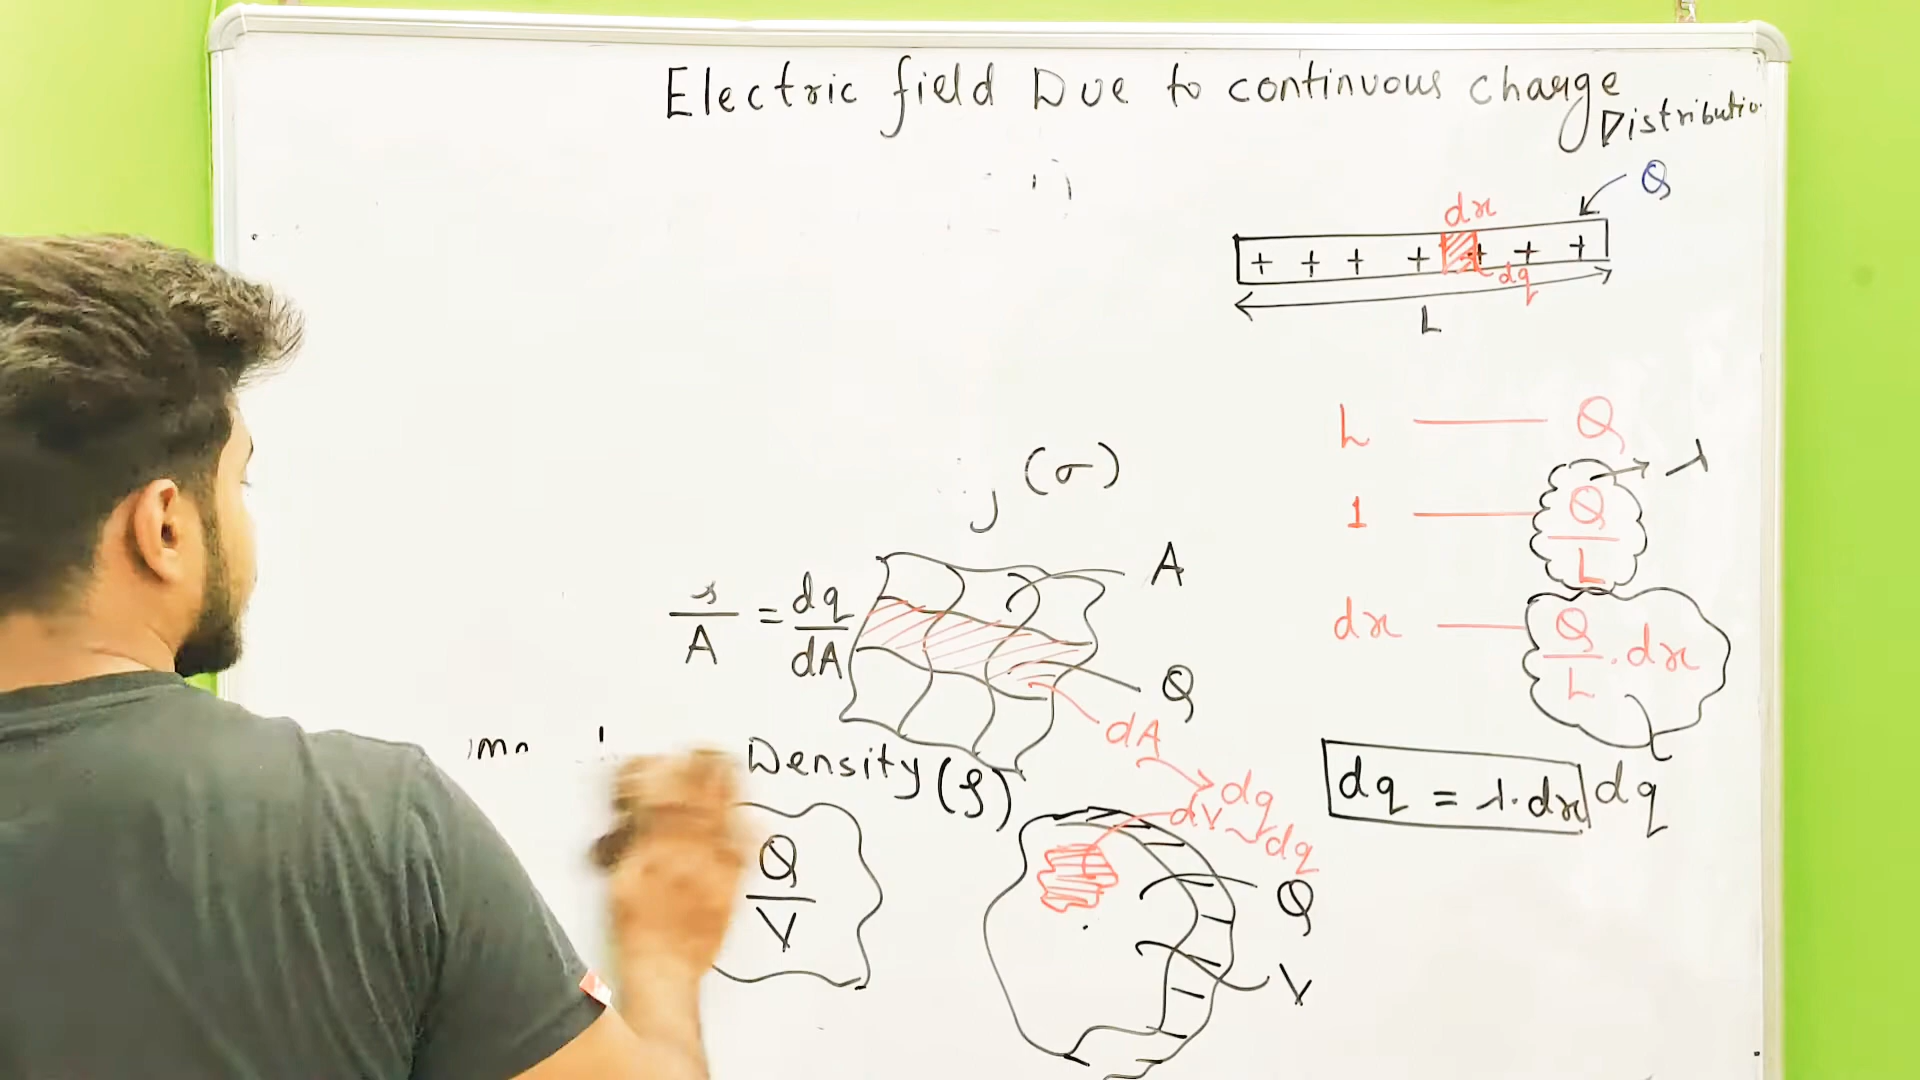 Electric field Due to continuous charge
Distributio
Q
dx
+ + + + + + +
dq
L
L Q
(σ)
λ
1 Q/L
A
A = dq/dA
dx Q/L . dx
Q
dA
Density (ρ)
dq
dV dq
dq = λ.dx dq
Q/V
Q
V